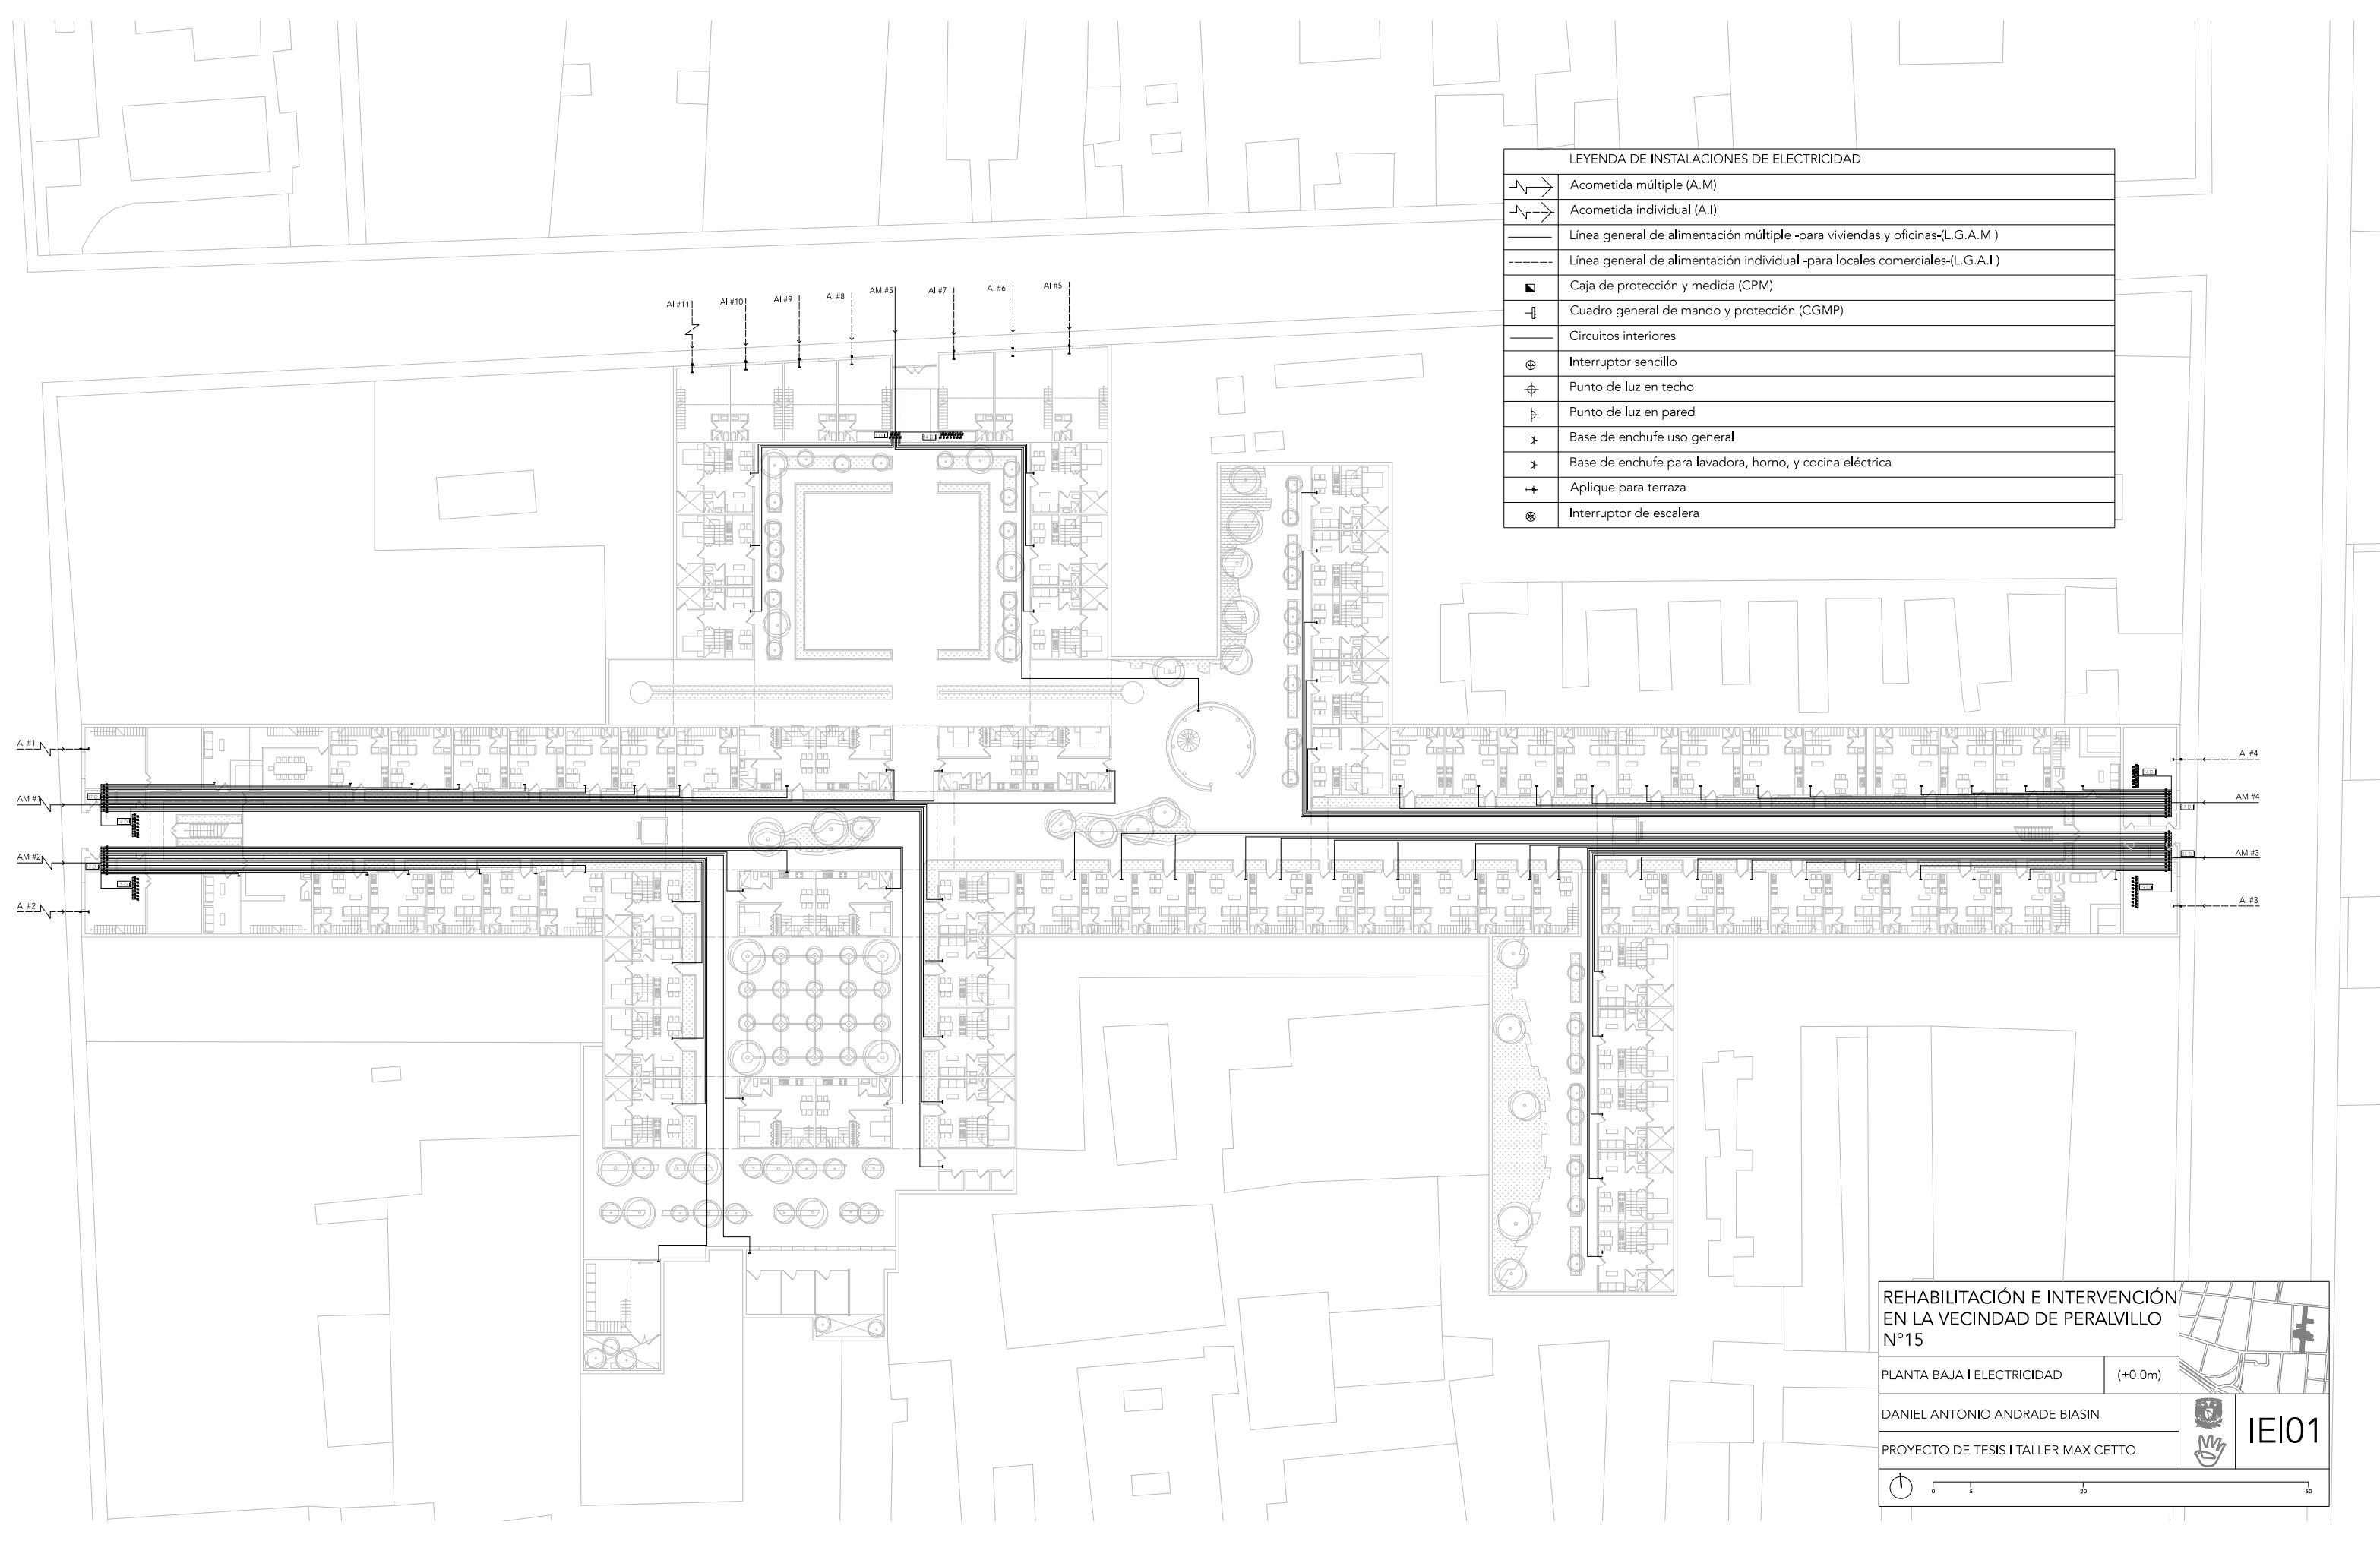 LEYENDA DE INSTALACIONES DE ELECTRICIDAD
Acometida múltiple (A.M)
Acometida individual (A.I)
Línea general de alimentación múltiple -para viviendas y oficinas-(L.G.A.M )
Línea general de alimentación individual -para locales comerciales-(L.G.A.I )
Caja de protección y medida (CPM)
Cuadro general de mando y protección (CGMP)
Circuitos interiores
Interruptor sencillo
Punto de luz en techo
Punto de luz en pared
Base de enchufe uso general
Base de enchufe para lavadora, horno, y cocina eléctrica
Aplique para terraza
Interruptor de escalera
AI #11
AI #10
AI #9
AI #8
AM #5
AI #7
AI #6
AI #5
AI #1
AM #1
AM #2
AI #2
AI #4
AM #4
AM #3
AI #3
REHABILITACIÓN E INTERVENCIÓN
EN LA VECINDAD DE PERALVILLO
N°15
PLANTA BAJA I ELECTRICIDAD (±0.0m)
DANIEL ANTONIO ANDRADE BIASIN
PROYECTO DE TESIS I TALLER MAX CETTO
IE|01
0 5 20 50